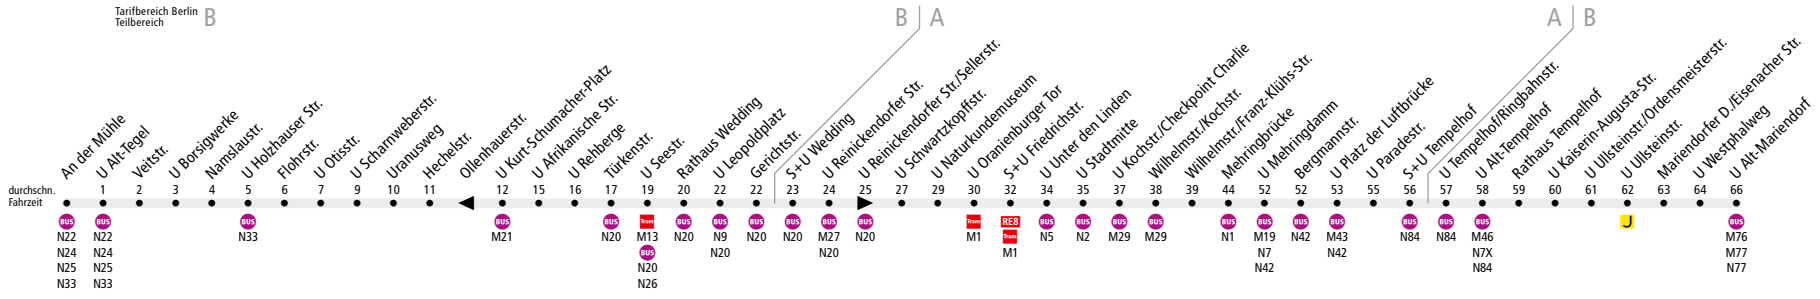 Tarifbereich Berlin
Teilbereich
B
B
A
A
B
An der Mühle
U Alt-Tegel
Veitstr.
U Borsigwerke
Namslaustr.
U Holzhauser Str.
Flohrstr.
U Otisstr.
U Scharnweberstr.
Uranusweg
Hechelstr.
Ollenhauerstr.
U Kurt-Schumacher-Platz
U Afrikanische Str.
U Rehberge
Türkenstr.
U Seestr.
Rathaus Wedding
U Leopoldplatz
Gerichtstr.
S+U Wedding
U Reinickendorfer Str.
U Reinickendorfer Str./Sellerstr.
U Schwartzkopffstr.
U Naturkundemuseum
U Oranienburger Tor
S+U Friedrichstr.
U Unter den Linden
U Stadtmitte
U Kochstr./Checkpoint Charlie
Wilhelmstr./Kochstr.
Wilhelmstr./Franz-Klühs-Str.
Mehringbrücke
U Mehringdamm
Bergmannstr.
U Platz der Luftbrücke
U Paradestr.
S+U Tempelhof
U Tempelhof/Ringbahnstr.
U Alt-Tempelhof
Rathaus Tempelhof
U Kaiserin-Augusta-Str.
U Ullsteinstr./Ordensmeisterstr.
U Ullsteinstr.
Mariendorfer D./Eisenacher Str.
U Westphalweg
U Alt-Mariendorf
durchschn. 1 2 3 4 5 6 7 9 10 11 12 15 16 17 19 20 22 22 23 24 25 27 29 30 32 34 35 37 38 39 44 52 52 53 55 56 57 58 59 60 61 62 63 64 66
Fahrzeit
BUS BUS BUS BUS BUS Tram BUS BUS BUS BUS BUS BUS Tram RE8 BUS BUS BUS BUS BUS BUS BUS BUS BUS BUS BUS J BUS
N22 N22 N33 M21 N20 M13 N20 N9 N20 N20 M27 N20 M1 Tram N5 N2 M29 M29 N1 M19 N42 M43 N84 N84 M46 M76
N24 N24 BUS N20 N20 M1 N7 N42 N7X M77
N25 N25 N20 N42 N84 N77
N33 N33 N26